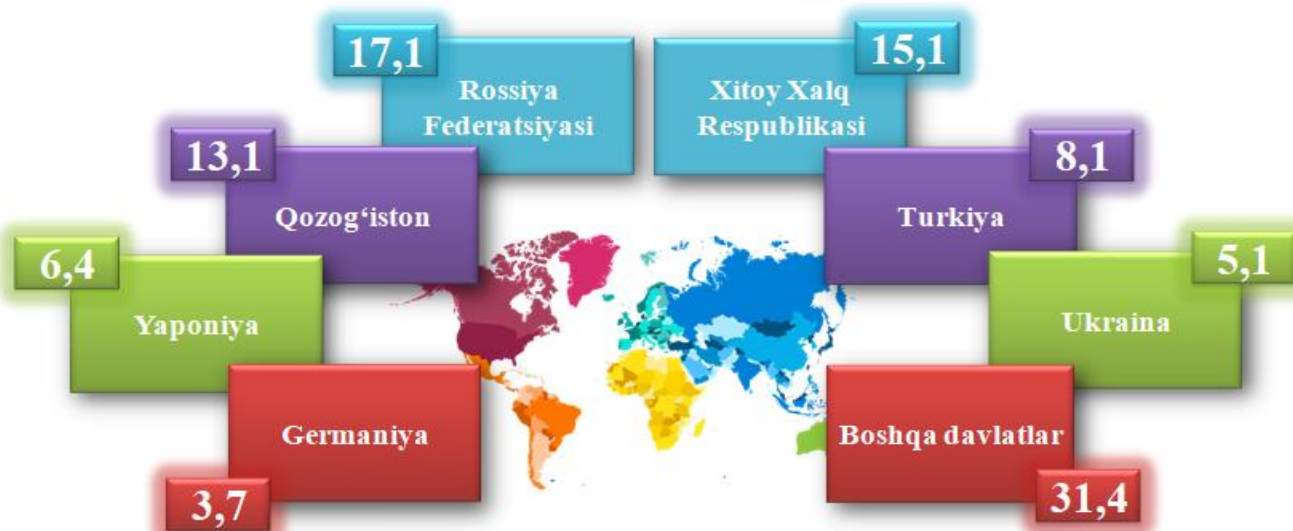 17,1
Rossiya
Federatsiyasi
15,1
Xitoy Xalq
Respublikasi
13,1
Qozog‘iston
8,1
Turkiya
6,4
Yaponiya
5,1
Ukraina
Germaniya
3,7
Boshqa davlatlar
31,4